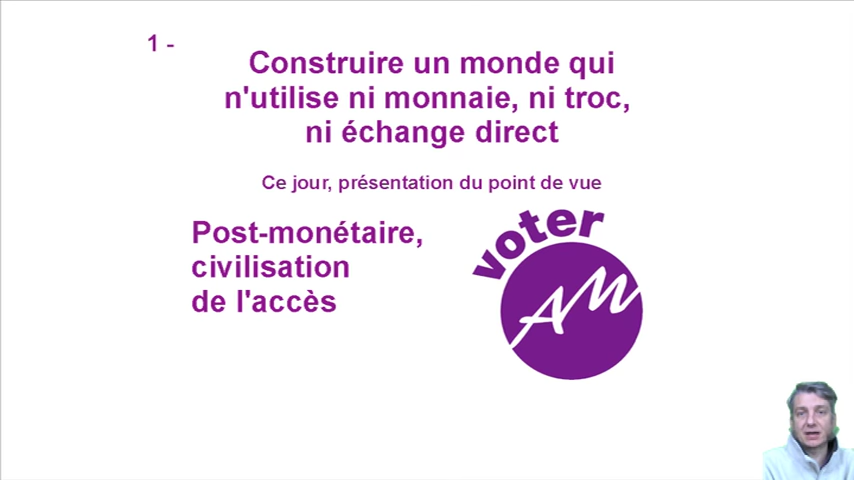 1 -
Construire un monde qui
n'utilise ni monnaie, ni troc,
ni échange direct
Ce jour, présentation du point de vue
Post-monétaire,
civilisation
de l'accès
voter
AM